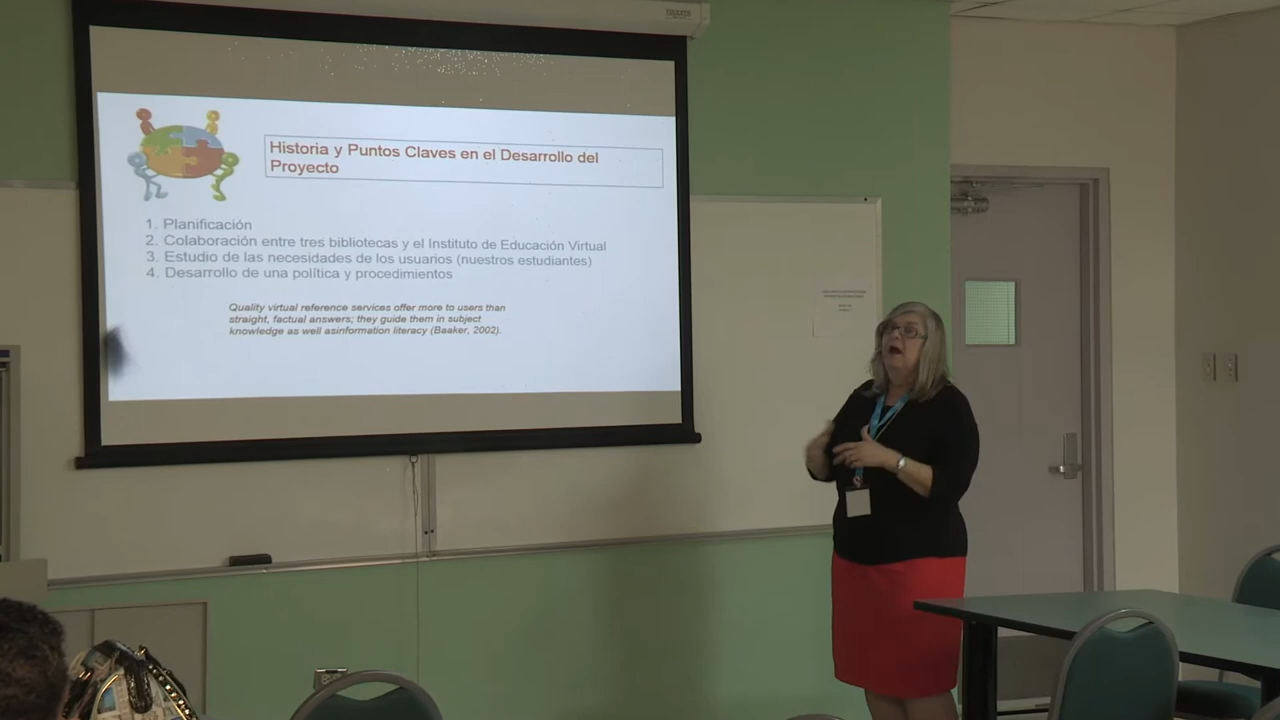 Historia y Puntos Claves en el Desarrollo del
Proyecto
1. Planificación
2. Colaboración entre tres bibliotecas y el Instituto de Educación Virtual
3. Estudio de las necesidades de los usuarios (nuestros estudiantes)
4. Desarrollo de una política y procedimientos
Quality virtual reference services offer more to users than
straight, factual answers; they guide them in subject
knowledge as well asinformation literacy (Baaker, 2002).